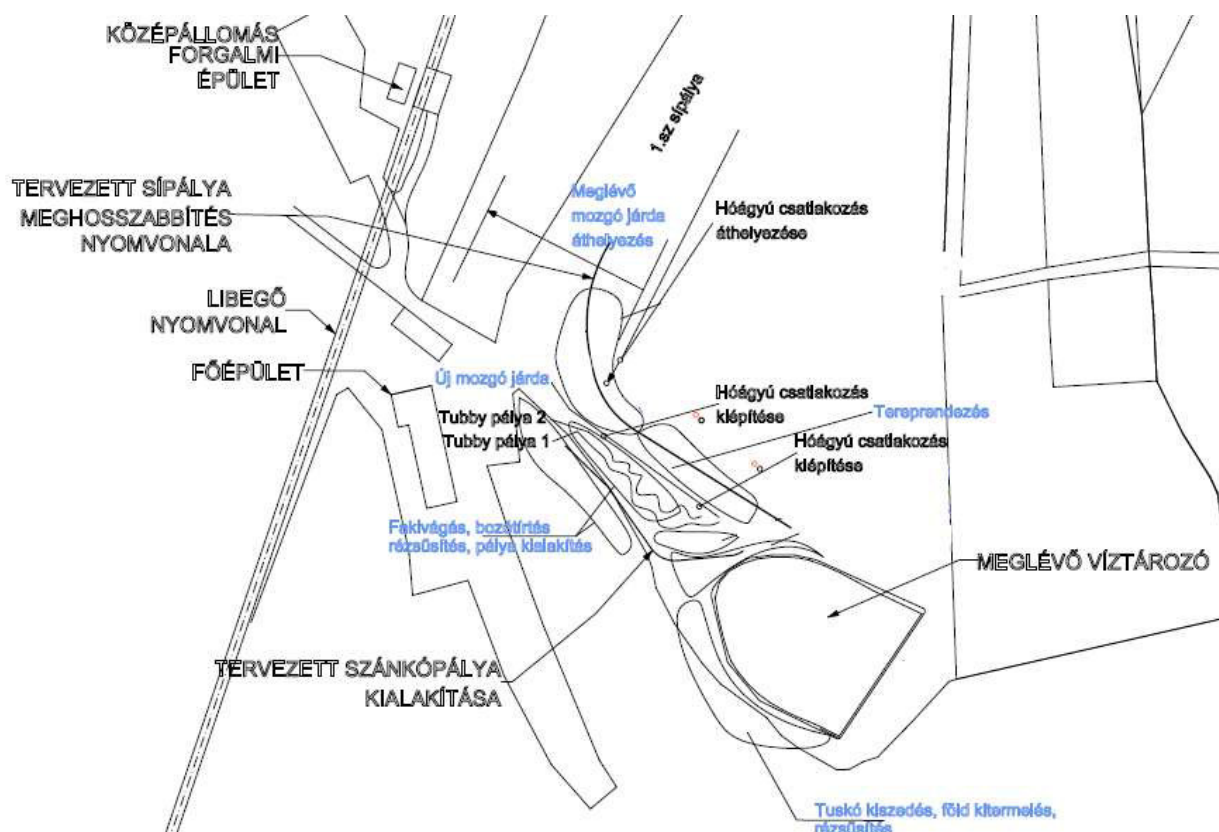 KÖZÉPÁLLOMÁS
FORGALMI
ÉPÜLET
1.sz sípálya
TERVEZETT SÍPÁLYA
MEGHOSSZABBÍTÉS
NYOMVONALA
Meglévő
mozgó járda
áthelyezés
Hóágyú csatlakozás
áthelyezése
LIBEGŐ
NYOMVONAL
FŐÉPÜLET
Új mozgó járda
Tubby pálya 2
Tubby pálya 1
Hóágyú csatlakozás
kiépítése
Tereprendezés
Hóágyú csatlakozás
kiépítése
Fakivágás, bozótírtás
rézsűsítés, pálya kialakítás
MEGLÉVŐ VÍZTÁROZÓ
TERVEZETT SZÁNKÓPÁLYA
KIALAKÍTÁSA
Tuskó kiszedés, föld kitermelés,
rézsűsítés